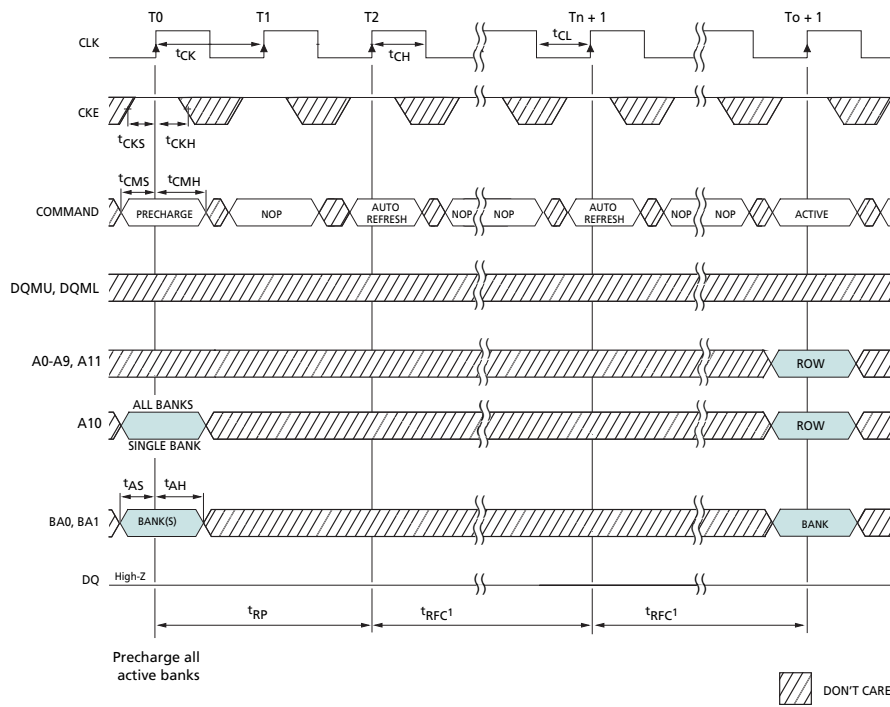 T0 T1 T2 Tn + 1 To + 1
CLK
tCK tCH tCL
CKE
tCKS tCKH
tCMS tCMH
COMMAND PRECHARGE NOP AUTO REFRESH NOP NOP AUTO REFRESH NOP NOP ACTIVE
DQMU, DQML
A0-A9, A11 ROW
ALL BANKS
A10 ROW
SINGLE BANK
tAS tAH
BA0, BA1 BANK(S) BANK
DQ High-Z
tRP tRFC1 tRFC1
Precharge all
active banks
DON'T CARE